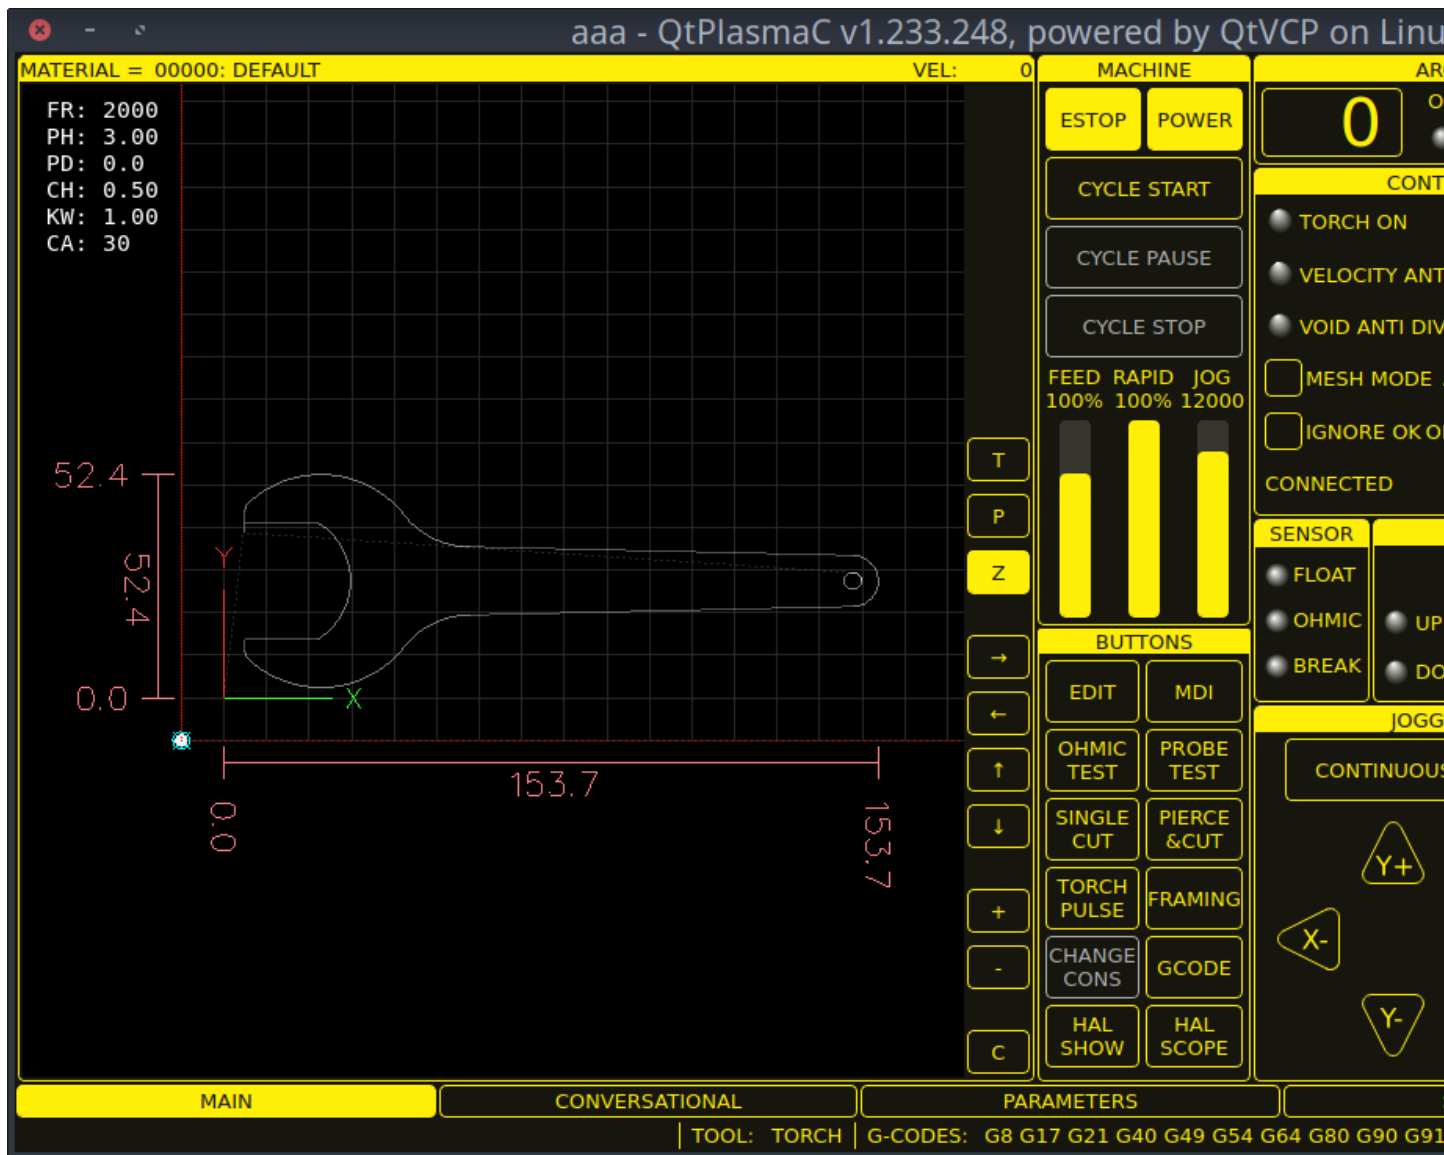 aaa - QtPlasmaC v1.233.248, powered by QtVCP on Linu
MATERIAL = 00000: DEFAULT
VEL: 0
FR: 2000
PH: 3.00
PD: 0.0
CH: 0.50
KW: 1.00
CA: 30
52.4
52.4
0.0
Y
X
153.7
0.0
153.7
T
P
Z
→
←
↑
↓
+
-
C
MACHINE
ESTOP
POWER
CYCLE START
CYCLE PAUSE
CYCLE STOP
FEED RAPID JOG
100% 100% 12000
BUTTONS
EDIT
MDI
OHMIC
TEST
PROBE
TEST
SINGLE
CUT
PIERCE
&CUT
TORCH
PULSE
FRAMING
CHANGE
CONS
GCODE
HAL
SHOW
HAL
SCOPE
AR
0
O
CONT
TORCH ON
VELOCITY ANT
VOID ANTI DIV
MESH MODE
IGNORE OK O
CONNECTED
SENSOR
FLOAT
OHMIC
BREAK
UP
DO
JOGG
CONTINUOUS
Y+
X-
Y-
MAIN
CONVERSATIONAL
PARAMETERS
TOOL: TORCH
G-CODES: G8 G17 G21 G40 G49 G54 G64 G80 G90 G91